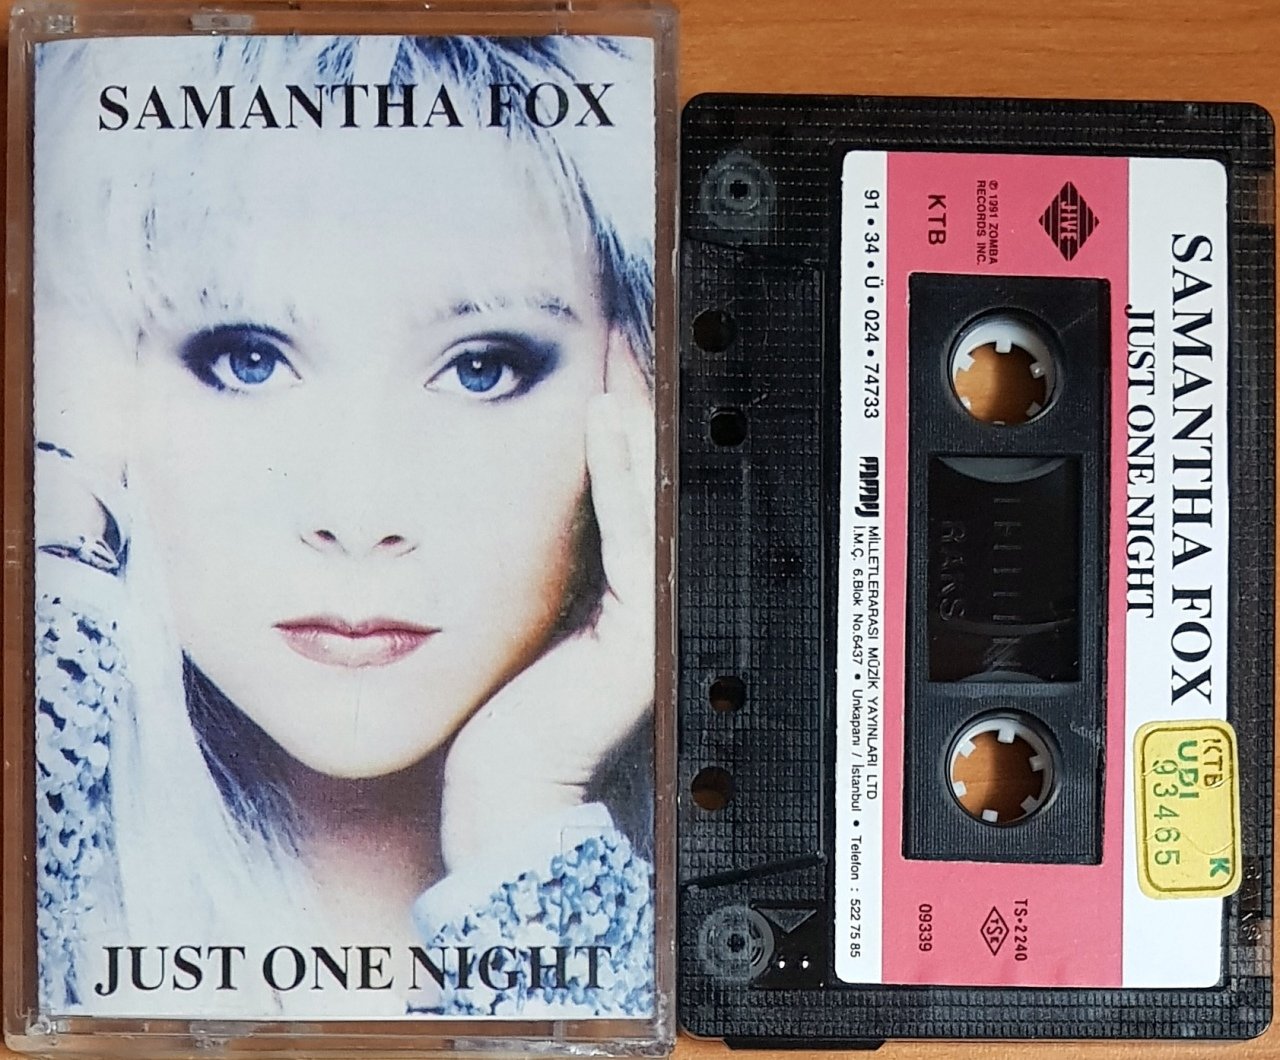 SAMANTHA FOX
JUST ONE NIGHT
SAMANTHA FOX
JUST ONE NIGHT
JIVE
℗ 1991 ZOMBA
RECORDS INC.
KTB
91 • 34 • Ü • 024 • 74733
MİLLETLERARASI MÜZİK YAYINLARI LTD
İ.M.Ç. 6.Blok No.6437 • Unkapanı / İstanbul • Telefon : 522 75 85
TS•2240
TSE
09339
KTB
UDI K
93465
RAKS
RAKS